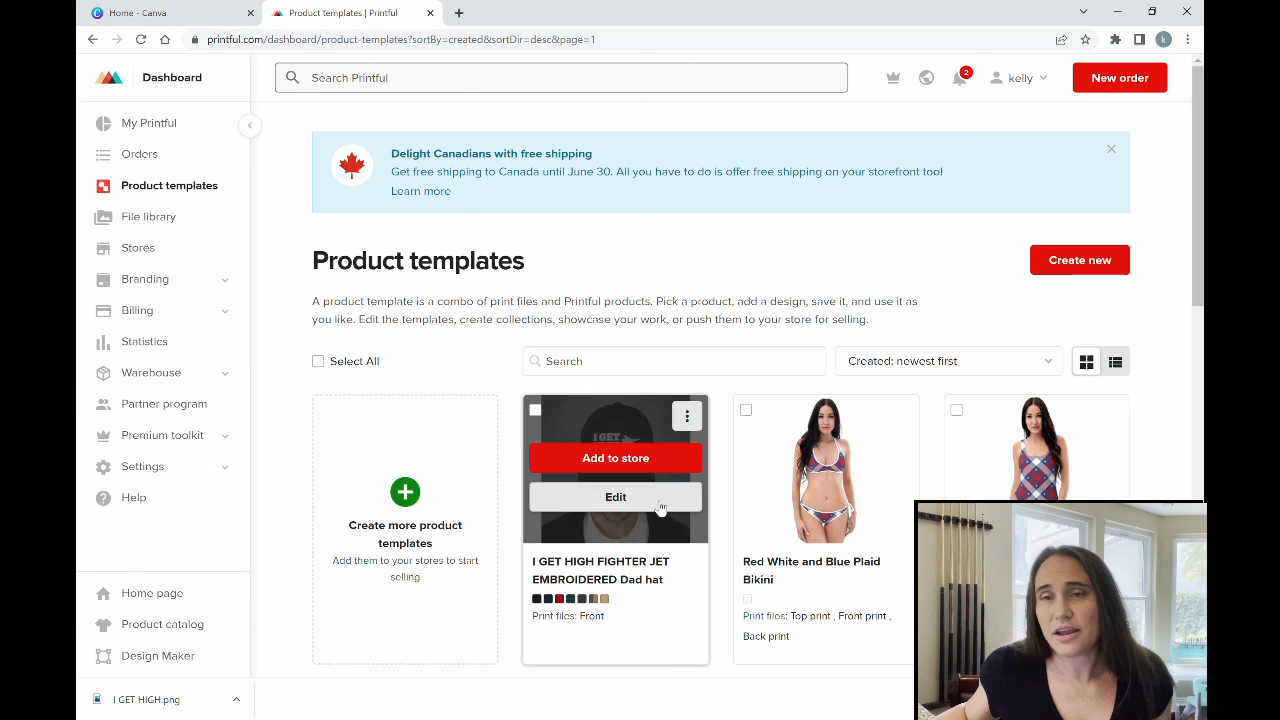 Home - Canva
Product templates | Printful
printful.com/dashboard/product-templates?sortBy=created&sortDir=desc&page=1
Dashboard
Search Printful
2
kelly
k
New order
My Printful
Orders
Product templates
File library
Stores
Branding
Billing
Statistics
Warehouse
Partner program
Premium toolkit
Settings
Help
Home page
Product catalog
Design Maker
Delight Canadians with free shipping
Get free shipping to Canada until June 30. All you have to do is offer free shipping on your storefront too!
Learn more
Product templates
Create new
A product template is a combo of print files and Printful products. Pick a product, add a design save it, and use it as
you like. Edit the templates, create collections, showcase your work, or push them to your store for selling.
Select All
Search
Created: newest first
Create more product
templates
Add them to your stores to start
selling
I GET
Add to store
Edit
I GET HIGH FIGHTER JET
EMBROIDERED Dad hat
Print files: Front
Red White and Blue Plaid
Bikini
Print files: Top print , Front print ,
Back print
I GET HIGH.png